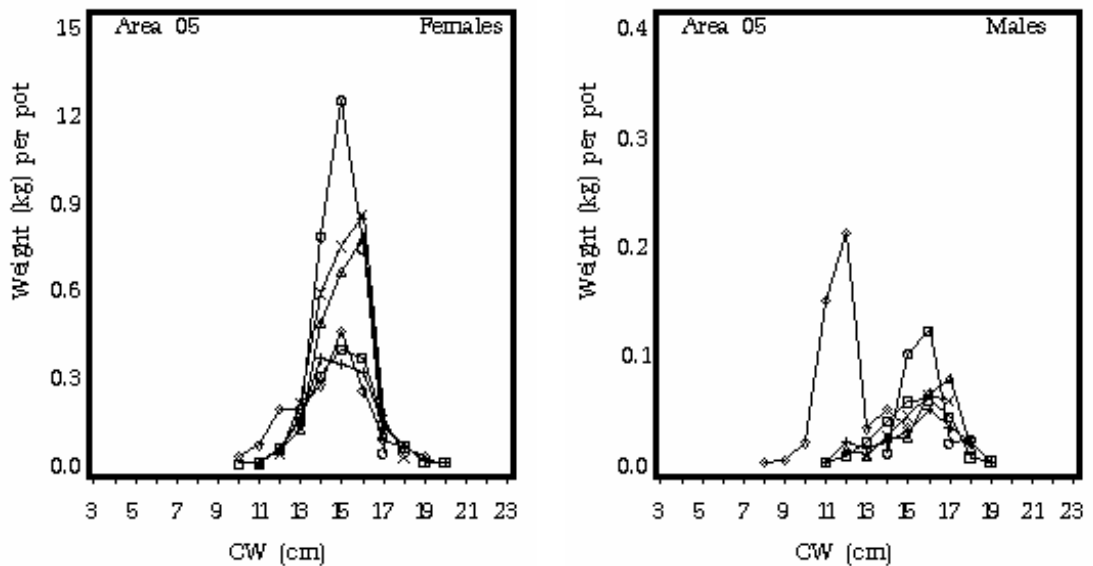 Area 05 Females
Weight (kg) per pot
15
12
0.9
0.6
0.3
0.0
3 5 7 9 11 13 15 17 19 21 23
CW (cm)
Area 05 Males
Weight (kg) per pot
0.4
0.3
0.2
0.1
0.0
3 5 7 9 11 13 15 17 19 21 23
CW (cm)